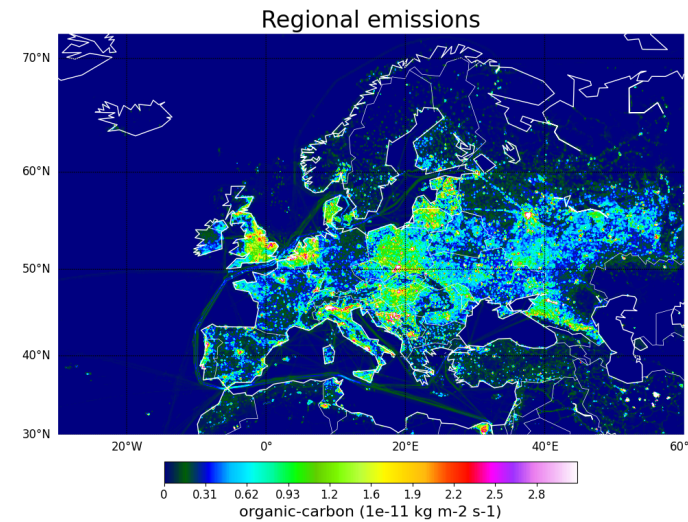 Regional emissions
70°N
60°N
50°N
40°N
30°N
20°W 0° 20°E 40°E 60°
0 0.31 0.62 0.93 1.2 1.6 1.9 2.2 2.5 2.8
organic-carbon (1e-11 kg m-2 s-1)